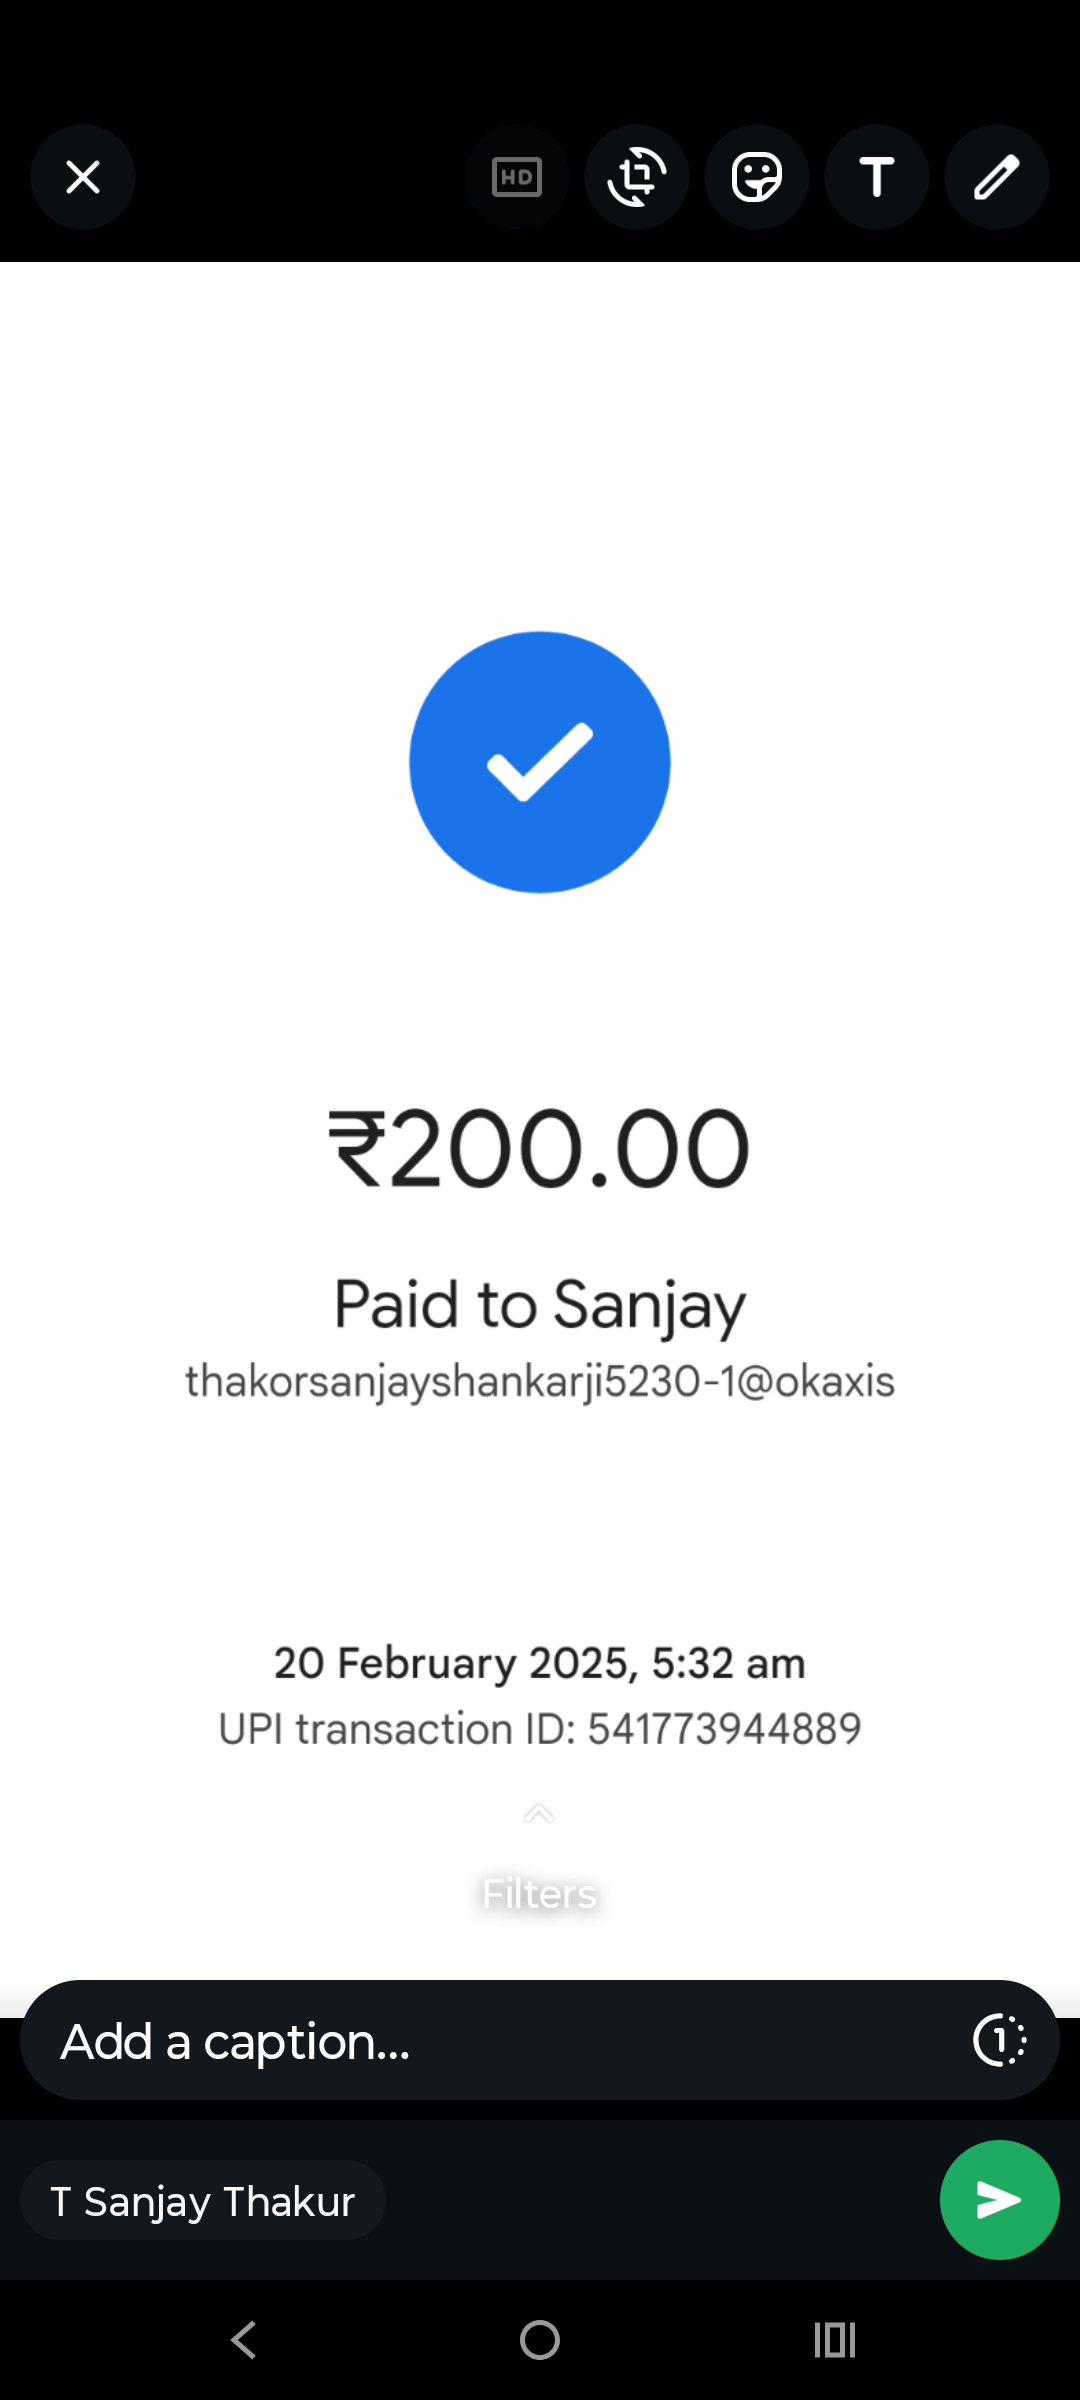 HD
T
₹200.00
Paid to Sanjay
thakorsanjayshankarji5230-1@okaxis
20 February 2025, 5:32 am
UPI transaction ID: 541773944889
Filters
Add a caption...
1
T Sanjay Thakur